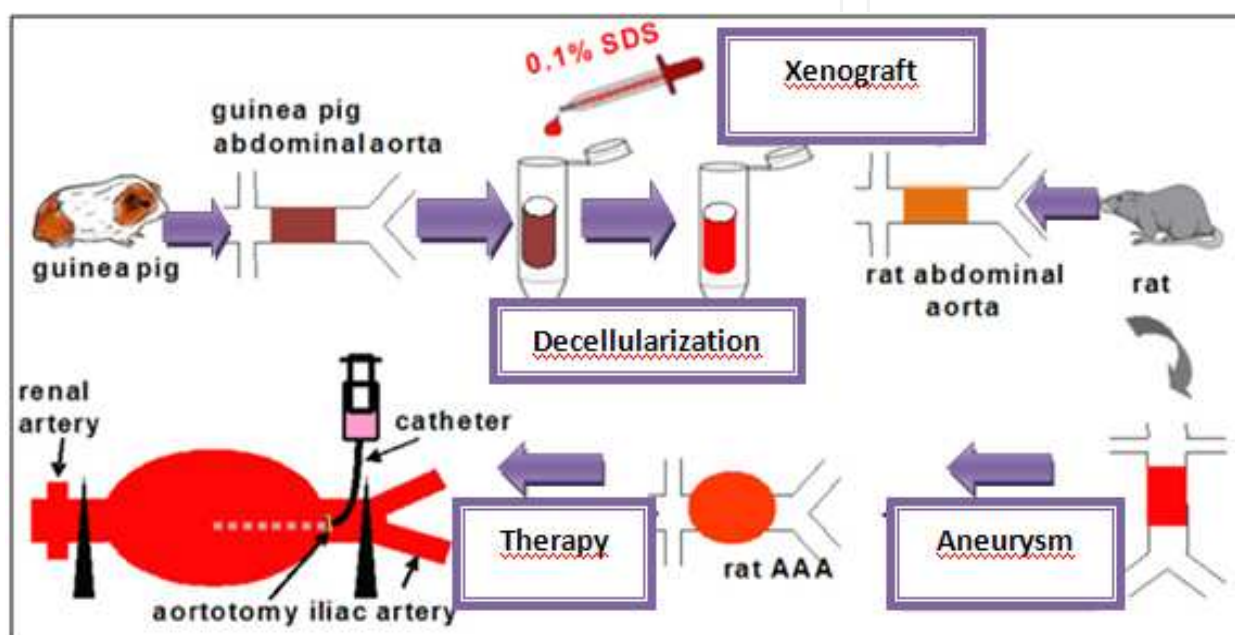 0.1% SDS
Xenograft
guinea pig
abdominal aorta
guinea pig
rat abdominal
aorta
rat
Decellularization
renal
artery
catheter
Therapy
Aneurysm
rat AAA
aortotomy iliac artery